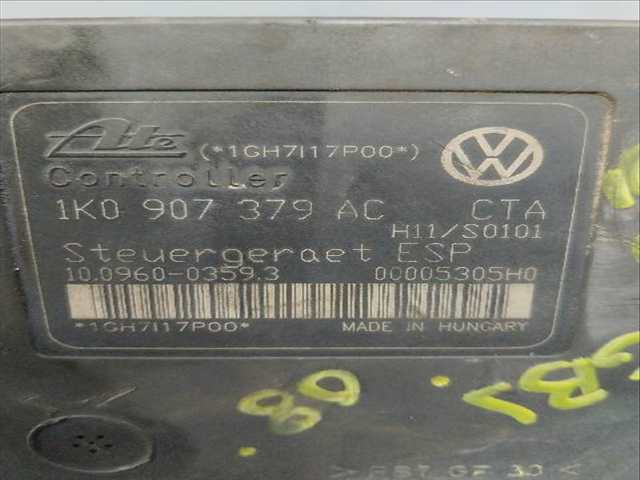 Ate (*1GH7I17P00*)
Controller
1K0 907 379 AC CTA
H11/S0101
Steuergeraet ESP
10.0960-0359.3 00005305H0
*1GH7I17P00* MADE IN HUNGARY
.08.